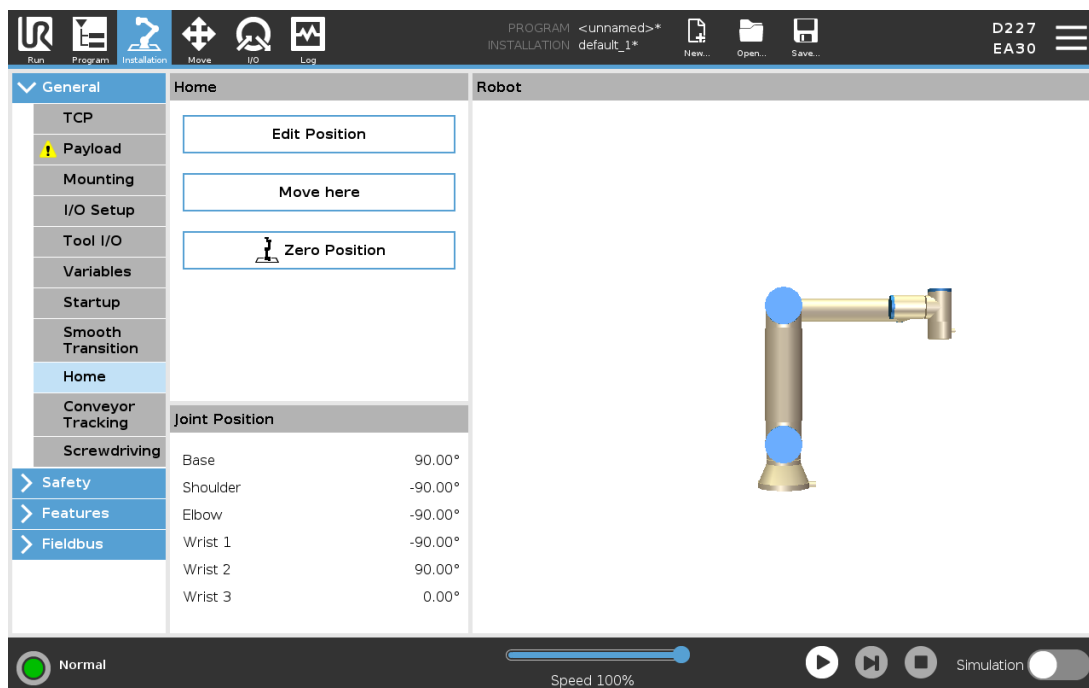 UR
PROGRAM <unnamed>*
INSTALLATION default_1*
D227
EA30
Run
Program
Installation
Move
I/O
Log
New...
Open...
Save...
General
TCP
Payload
Mounting
I/O Setup
Tool I/O
Variables
Startup
Smooth
Transition
Home
Conveyor
Tracking
Screwdriving
Safety
Features
Fieldbus
Home
Edit Position
Move here
Zero Position
Joint Position
Base 90.00°
Shoulder -90.00°
Elbow -90.00°
Wrist 1 -90.00°
Wrist 2 90.00°
Wrist 3 0.00°
Robot
Normal
Speed 100%
Simulation